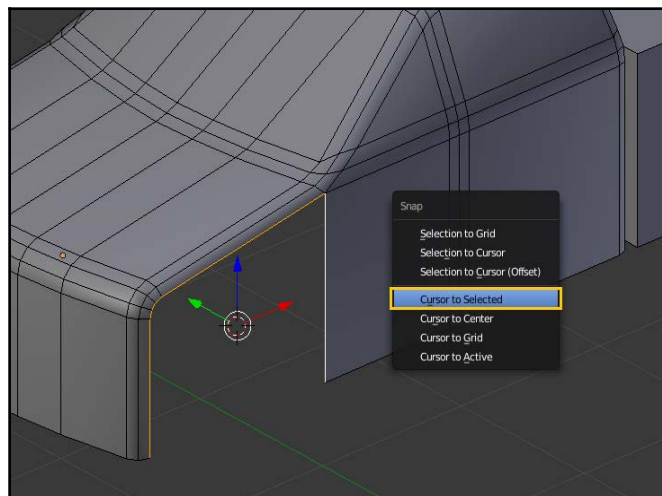 Snap
Selection to Grid
Selection to Cursor
Selection to Cursor (Offset)
Cursor to Selected
Cursor to Center
Cursor to Grid
Cursor to Active